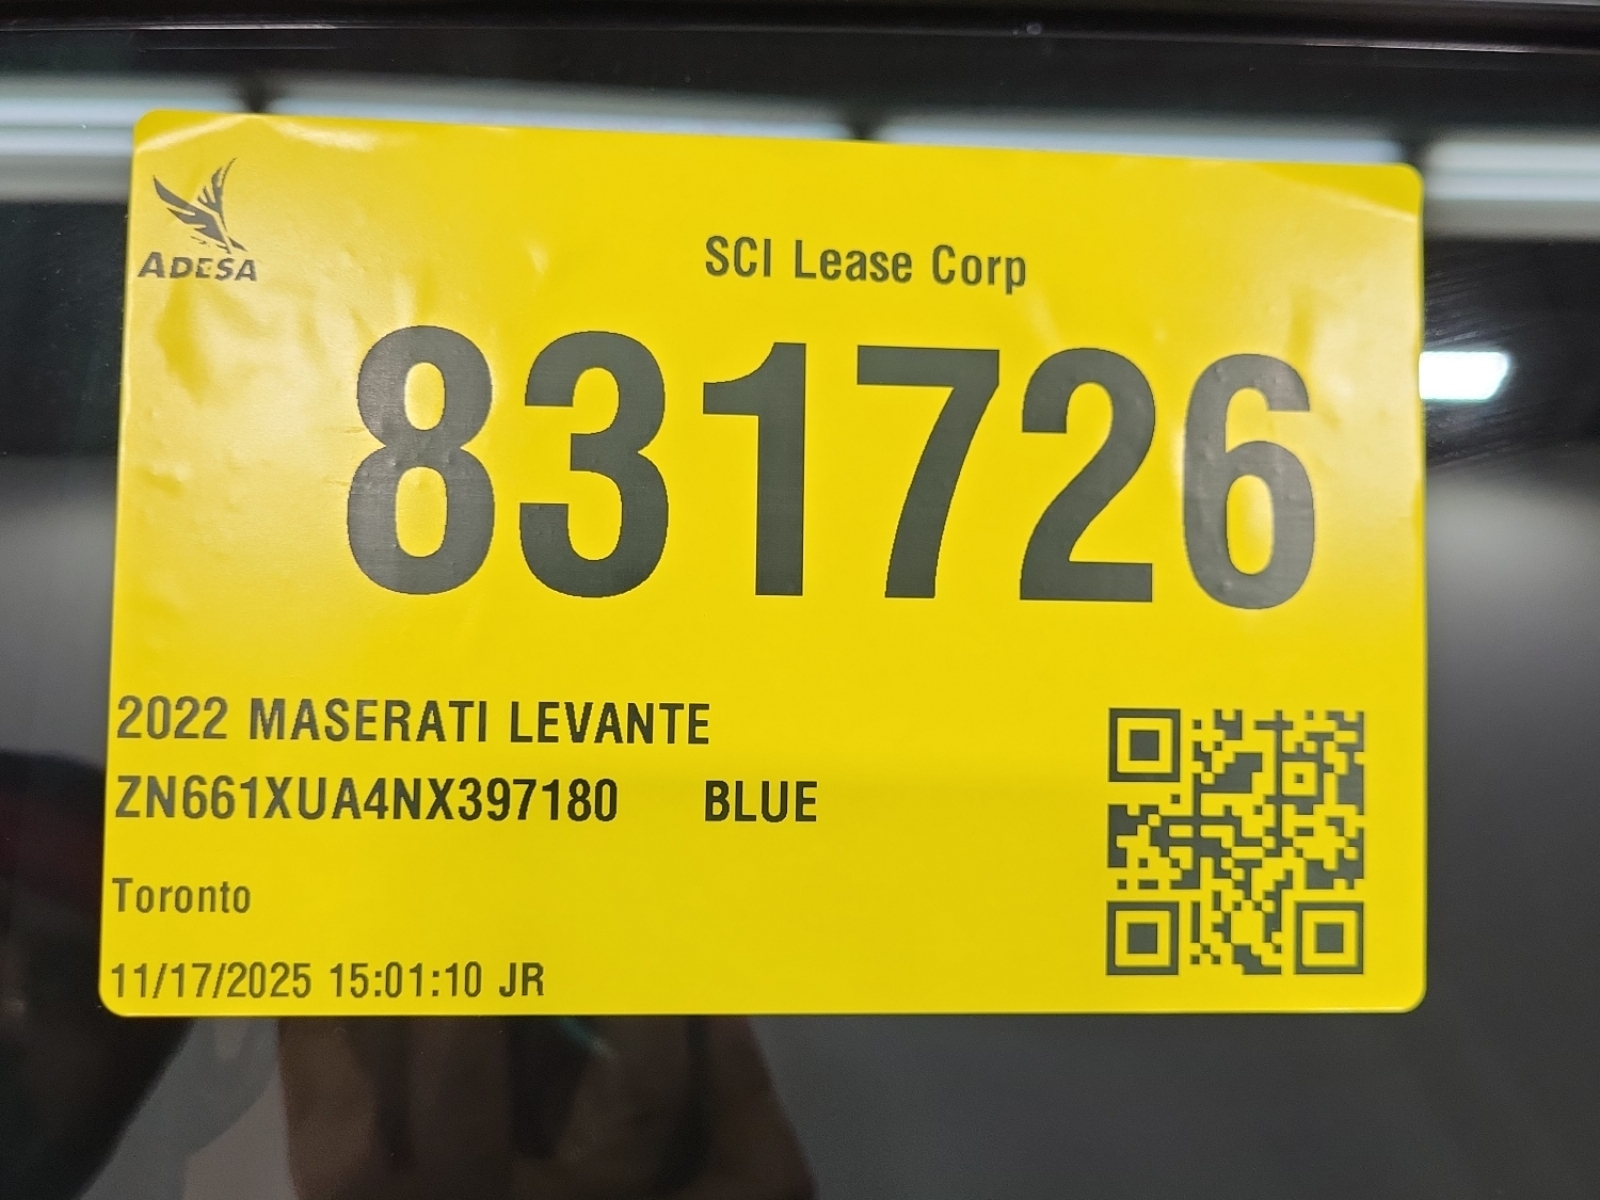 ADESA
SCI Lease Corp
831726
2022 MASERATI LEVANTE
ZN661XUA4NX397180 BLUE
Toronto
11/17/2025 15:01:10 JR